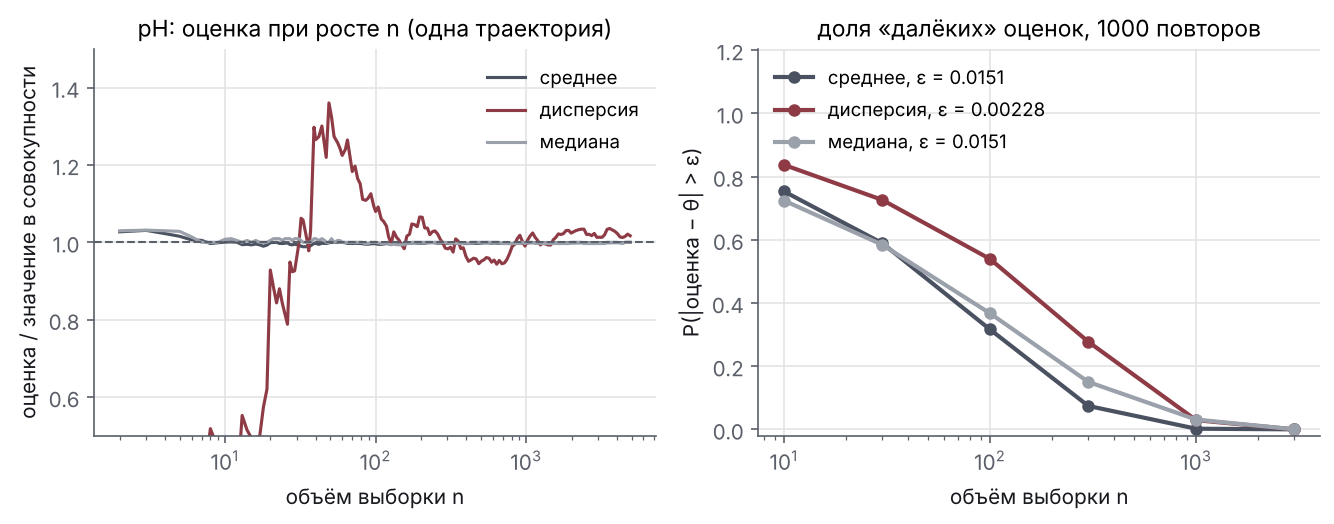 pH: оценка при росте n (одна траектория)
оценка / значение в совокупности
1.4
1.2
1.0
0.8
0.6
среднее
дисперсия
медиана
10¹
10²
10³
объём выборки n
доля «далёких» оценок, 1000 повторов
P(|оценка − θ| > ε)
1.2
1.0
0.8
0.6
0.4
0.2
0.0
среднее, ε = 0.0151
дисперсия, ε = 0.00228
медиана, ε = 0.0151
10¹
10²
10³
объём выборки n